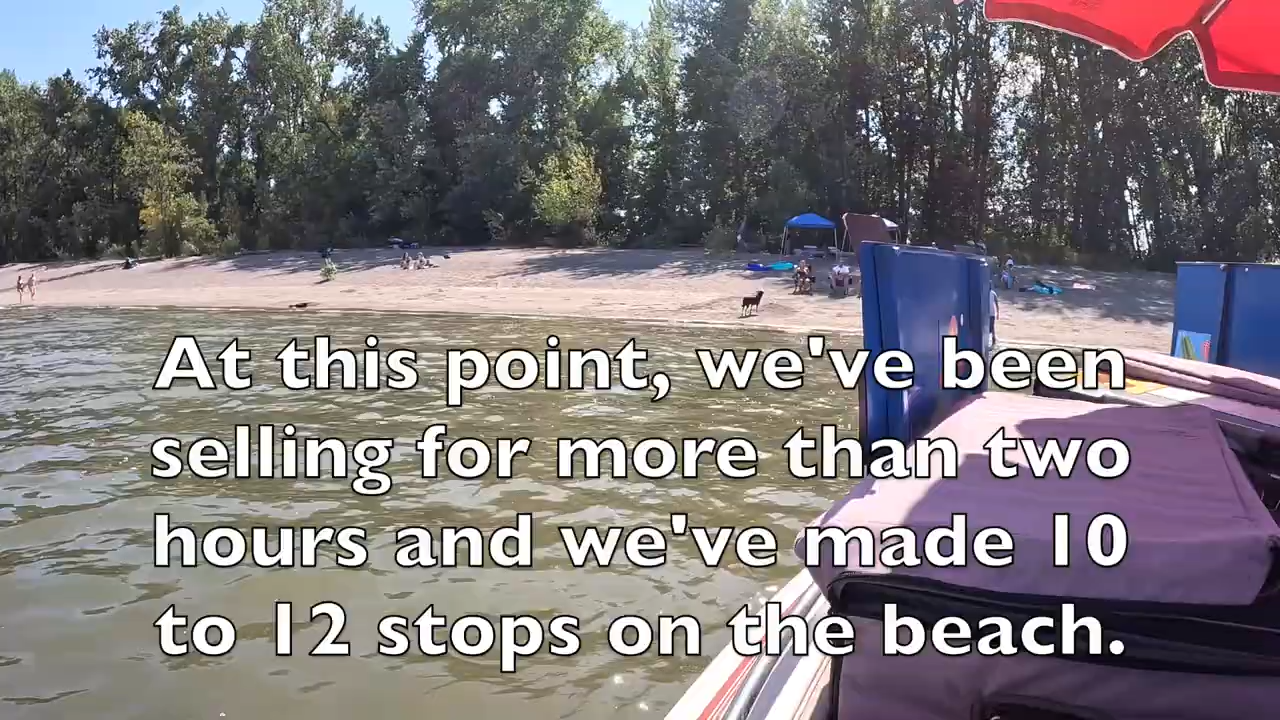 At this point, we've been
selling for more than two
hours and we've made 10
to 12 stops on the beach.